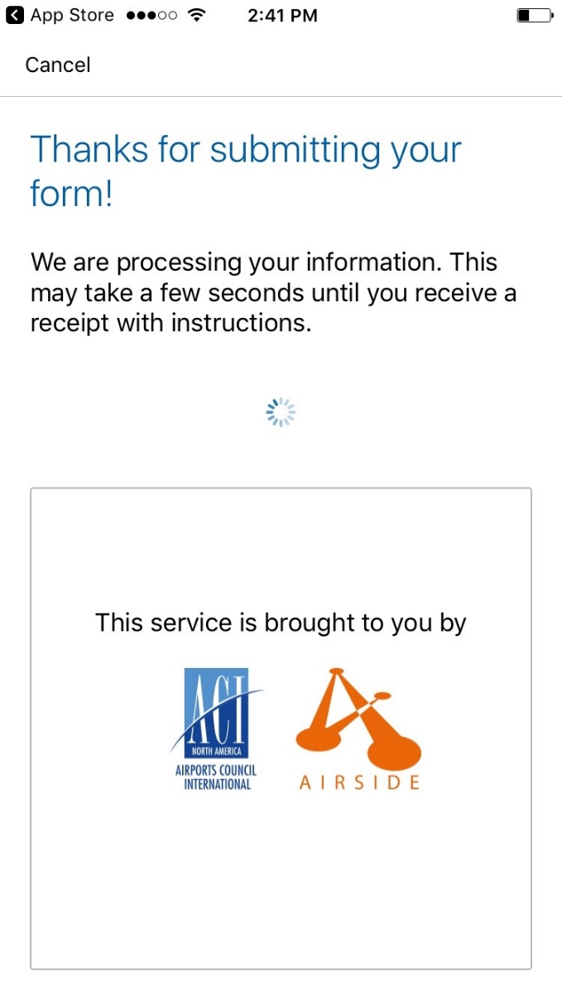 App Store
2:41 PM
Cancel
Thanks for submitting your
form!
We are processing your information. This
may take a few seconds until you receive a
receipt with instructions.
This service is brought to you by
ACI
NORTH AMERICA
AIRPORTS COUNCIL
INTERNATIONAL
AIRSIDE